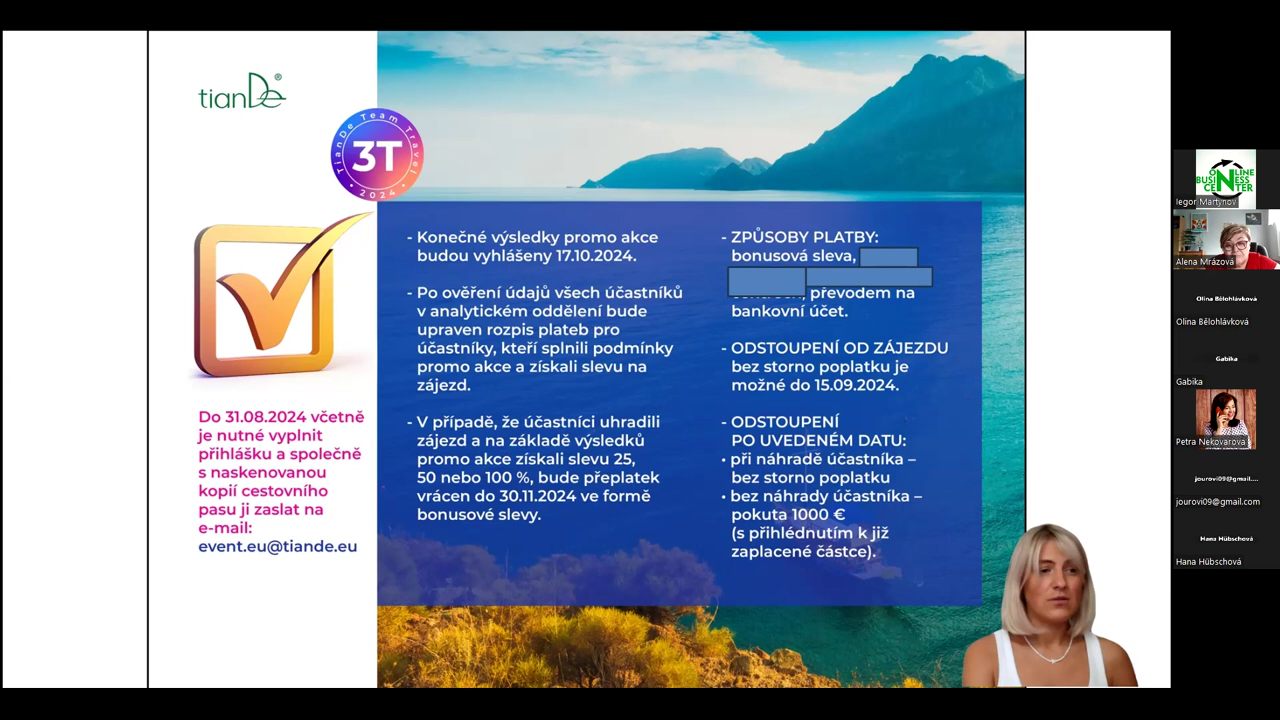 tianDe®
TianDe Team Travel
3T
• 2024 •
Do 31.08.2024 včetně
je nutné vyplnit
přihlášku a společně
s naskenovanou
kopií cestovního
pasu ji zaslat na
e-mail:
event.eu@tiande.eu
- Konečné výsledky promo akce
budou vyhlášeny 17.10.2024.
- Po ověření údajů všech účastníků
v analytickém oddělení bude
upraven rozpis plateb pro
účastníky, kteří splnili podmínky
promo akce a získali slevu na
zájezd.
- V případě, že účastníci uhradili
zájezd a na základě výsledků
promo akce získali slevu 25,
50 nebo 100 %, bude přeplatek
vrácen do 30.11.2024 ve formě
bonusové slevy.
- ZPŮSOBY PLATBY:
bonusová sleva,
převodem na
bankovní účet.
- ODSTOUPENÍ OD ZÁJEZDU
bez storno poplatku je
možné do 15.09.2024.
- ODSTOUPENÍ
PO UVEDENÉM DATU:
• při náhradě účastníka –
bez storno poplatku
• bez náhrady účastníka –
pokuta 1000 €
(s přihlédnutím k již
zaplacené částce).
ONLINE
BUSINESS
CENTER
Iegor Martynov
Alena Mrázová
Olina Bělohlávková
Olina Bělohlávková
Gabika
Gabika
Petra Nekovářová
jourovi09@gmail....
jourovi09@gmail.com
Hana Hübschová
Hana Hübschová